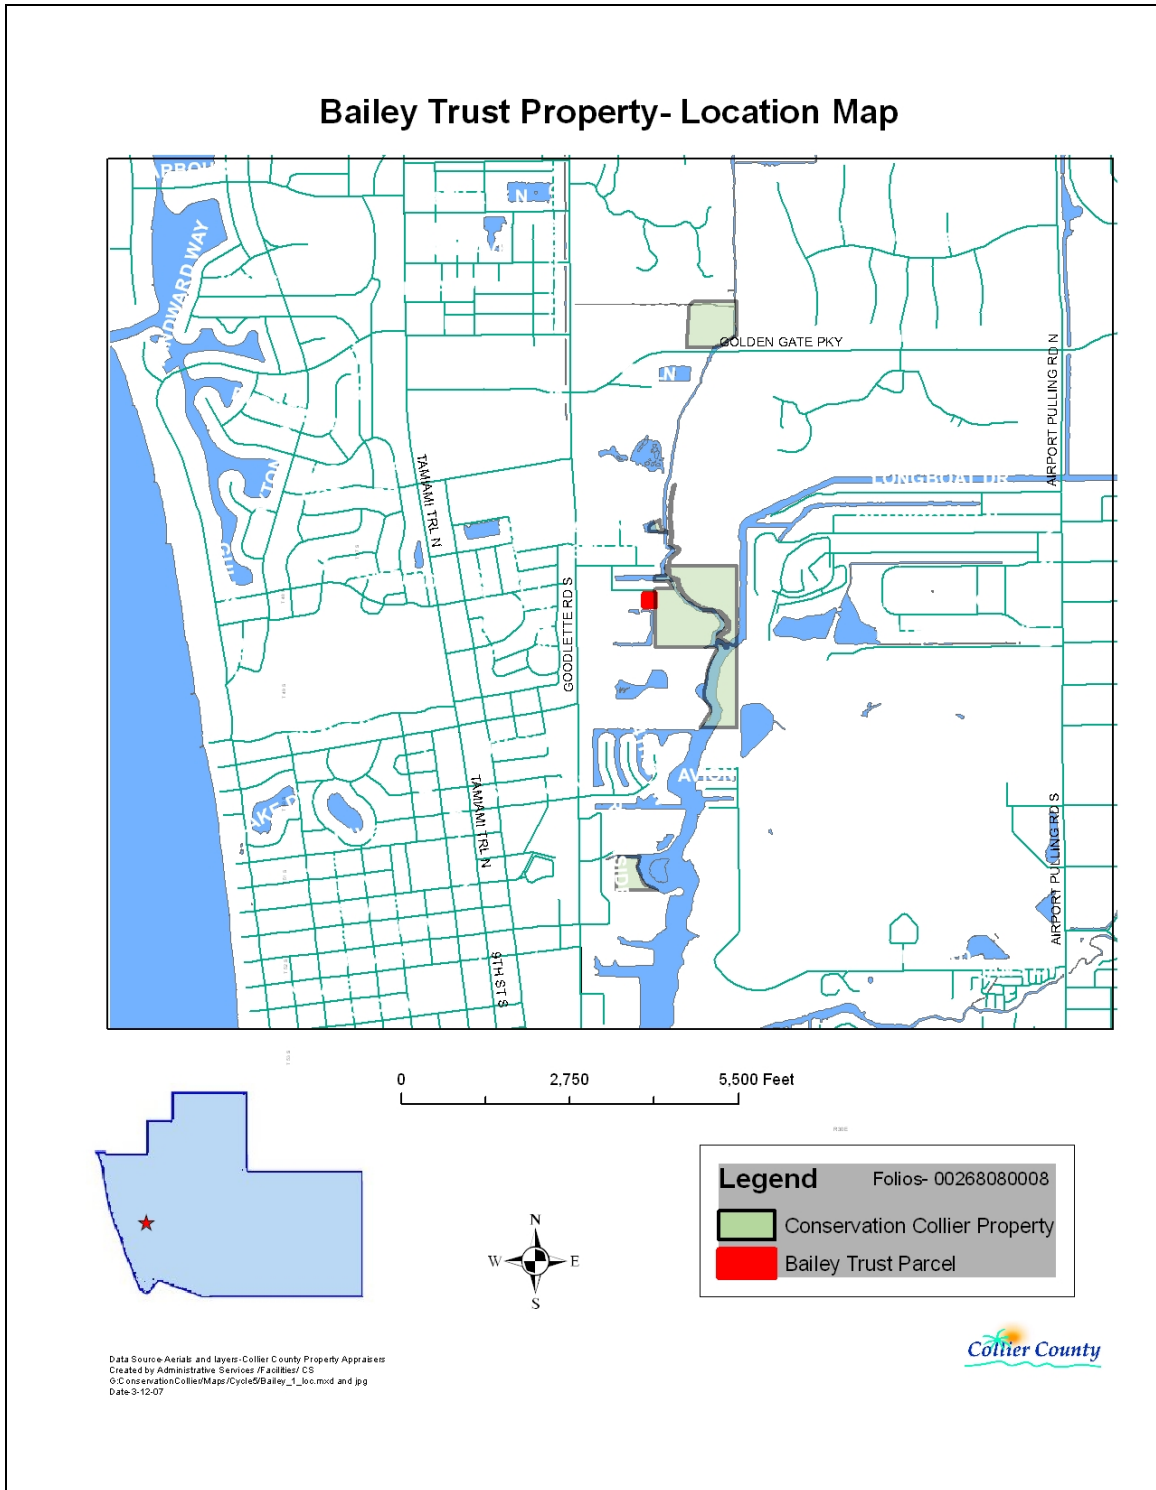 Bailey Trust Property- Location Map
GOLDEN GATE PKY
AIRPORT PULLING RD N
TAMIAMI TRL N
LONGBOAT DR
GOODLETTE RD S
TAMIAMI TRL N
AVION
AIRPORT PULLING RD S
9TH ST S
0 2,750 5,500 Feet
Legend Folios- 00268080008
Conservation Collier Property
Bailey Trust Parcel
N
W E
S
Collier County
Data Source-Aerials and layers-Collier County Property Appraisers
Created by Administrative Services /Facilities/ CS
G:ConservationCollier/Maps/Cycle5/Bailey_1_loc.mxd and jpg
Date-3-12-07